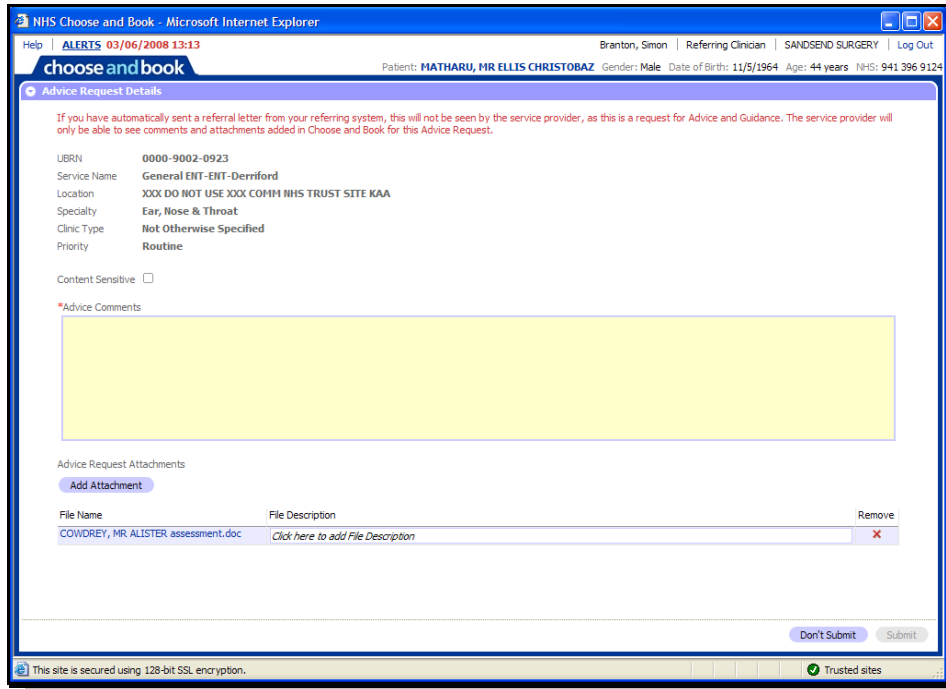 NHS Choose and Book - Microsoft Internet Explorer
Help ALERTS 03/06/2008 13:13 Branton, Simon Referring Clinician SANDSEND SURGERY Log Out
choose and book Patient: MATHARU, MR ELLIS CHRISTOBAZ Gender: Male Date of Birth: 11/5/1964 Age: 44 years NHS: 941 396 9124
Advice Request Details
If you have automatically sent a referral letter from your referring system, this will not be seen by the service provider, as this is a request for Advice and Guidance. The service provider will
only be able to see comments and attachments added in Choose and Book for this Advice Request.
UBRN 0000-9002-0923
Service Name General ENT-ENT-Derriford
Location XXX DO NOT USE XXX COMM NHS TRUST SITE KAA
Specialty Ear, Nose & Throat
Clinic Type Not Otherwise Specified
Priority Routine
Content Sensitive
*Advice Comments
Advice Request Attachments
Add Attachment
File Name File Description Remove
COWDREY, MR ALISTER assessment.doc Click here to add File Description
Don't Submit Submit
This site is secured using 128-bit SSL encryption. Trusted sites